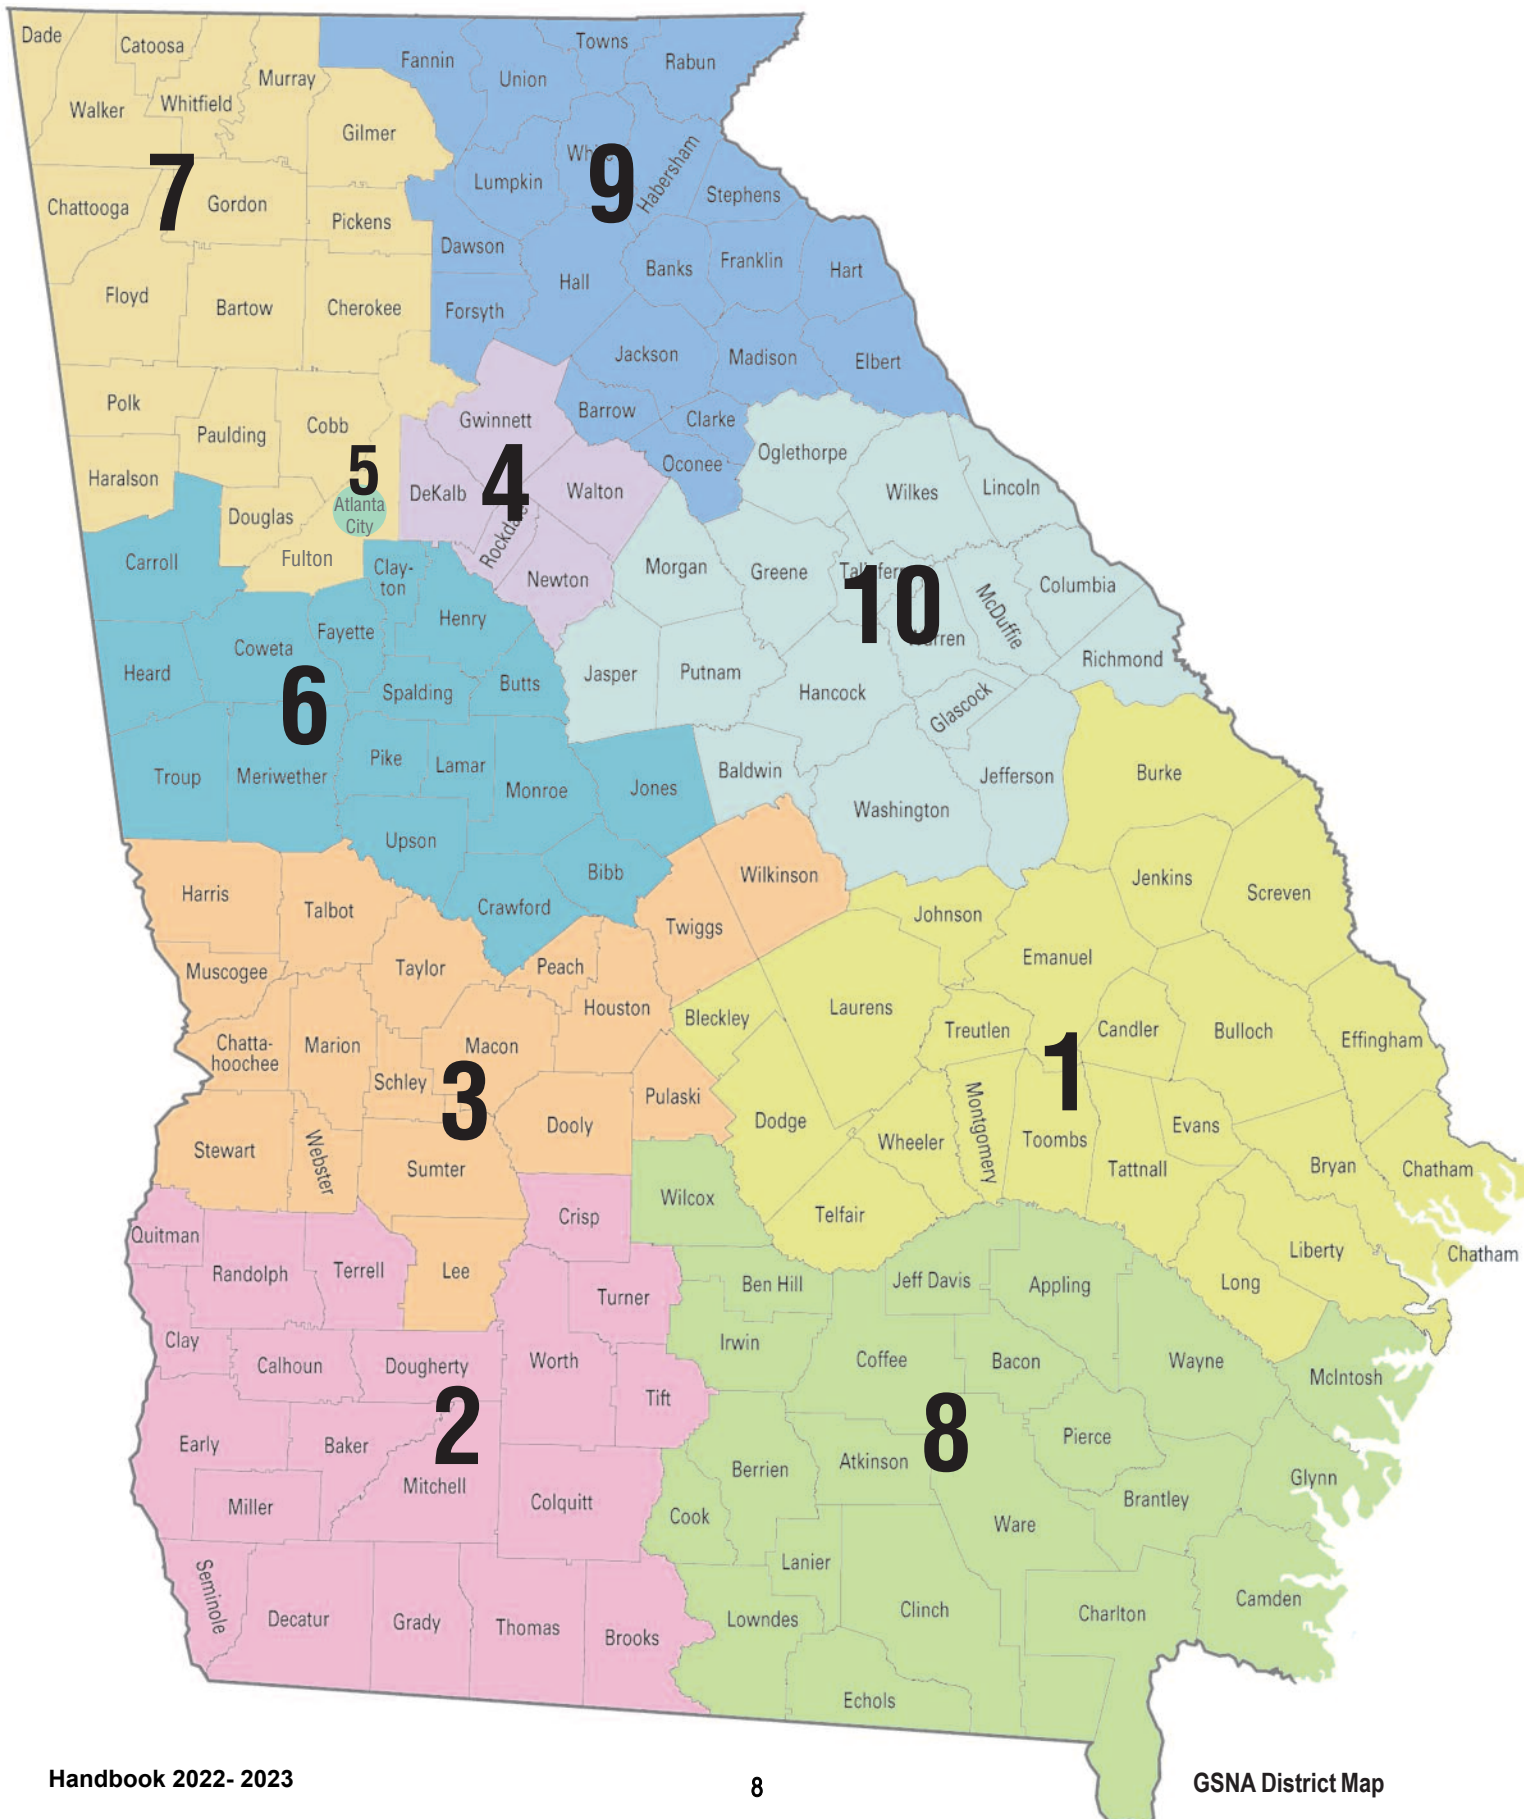 Dade
Catoosa
Fannin
Towns
Rabun
Union
Murray
Walker
Whitfield
Gilmer
7
9
Habersham
Lumpkin
Stephens
Chattooga
Gordon
Pickens
Dawson
Hall
Banks
Franklin
Hart
Floyd
Bartow
Cherokee
Forsyth
Jackson
Madison
Elbert
Polk
Paulding
Cobb
Gwinnett
Barrow
Clarke
Oconee
Oglethorpe
Haralson
5
Atlanta
City
DeKalb
4
Walton
Wilkes
Lincoln
Douglas
Fulton
Carroll
Clay-
ton
Newton
Morgan
Greene
10
McDuffie
Columbia
Henry
Fayette
Coweta
Heard
6
Spalding
Butts
Jasper
Putnam
Hancock
Glascock
Richmond
Troup
Meriwether
Pike
Lamar
Monroe
Jones
Baldwin
Washington
Jefferson
Burke
Upson
Bibb
Crawford
Wilkinson
Twiggs
Johnson
Jenkins
Screven
Harris
Talbot
Taylor
Peach
Muscogee
Houston
Emanuel
Chatta-
hoochee
Marion
Macon
Bleckley
Laurens
Treutlen
Candler
Bulloch
Effingham
Schley
3
Pulaski
1
Dooly
Dodge
Wheeler
Montgomery
Toombs
Evans
Stewart
Webster
Sumter
Tattnall
Bryan
Chatham
Wilcox
Telfair
Crisp
Quitman
Randolph
Terrell
Lee
Turner
Ben Hill
Jeff Davis
Appling
Long
Liberty
Chatham
Clay
Calhoun
Dougherty
Worth
Tift
Irwin
Coffee
Bacon
Wayne
McIntosh
2
8
Early
Baker
Mitchell
Colquitt
Berrien
Atkinson
Pierce
Glynn
Miller
Cook
Ware
Brantley
Seminole
Decatur
Grady
Thomas
Brooks
Lanier
Lowndes
Clinch
Charlton
Camden
Echols
Handbook 2022- 2023
8
GSNA District Map